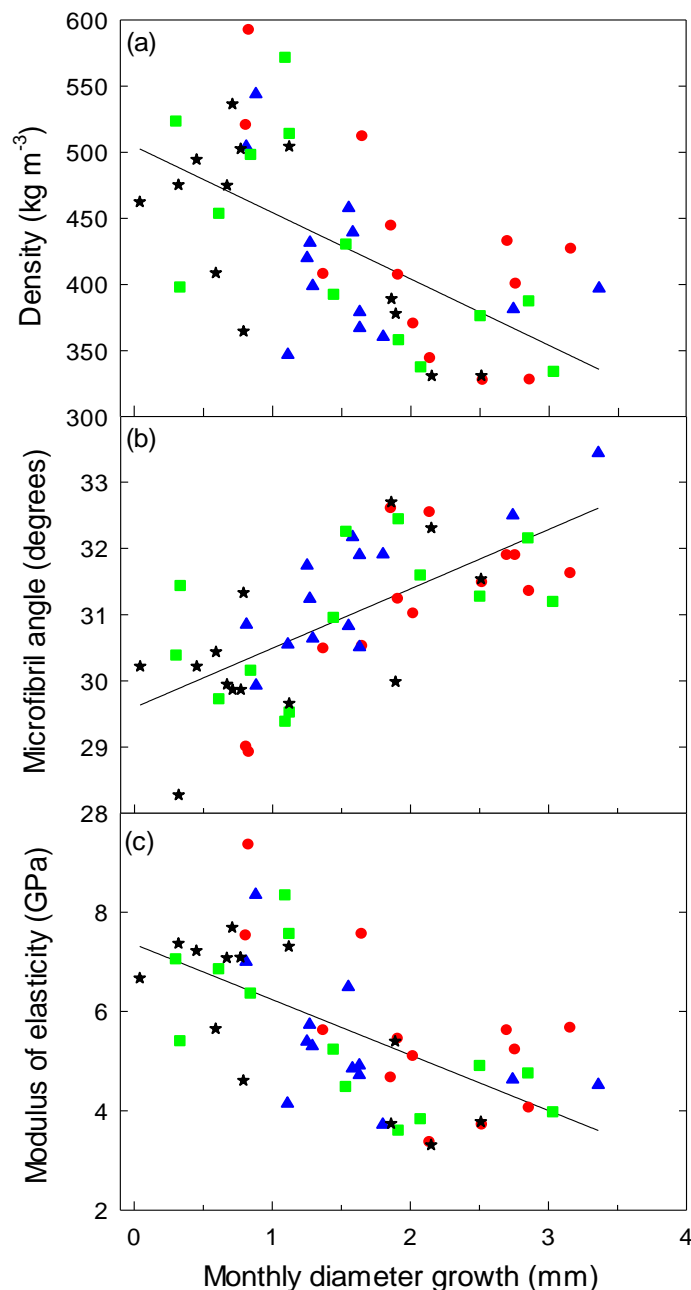 (a)
600
550
500
450
400
350
300
Density (kg m-3)
(b)
33
32
31
30
29
28
Microfibril angle (degrees)
(c)
8
6
4
2
Modulus of elasticity (GPa)
0 1 2 3 4
Monthly diameter growth (mm)